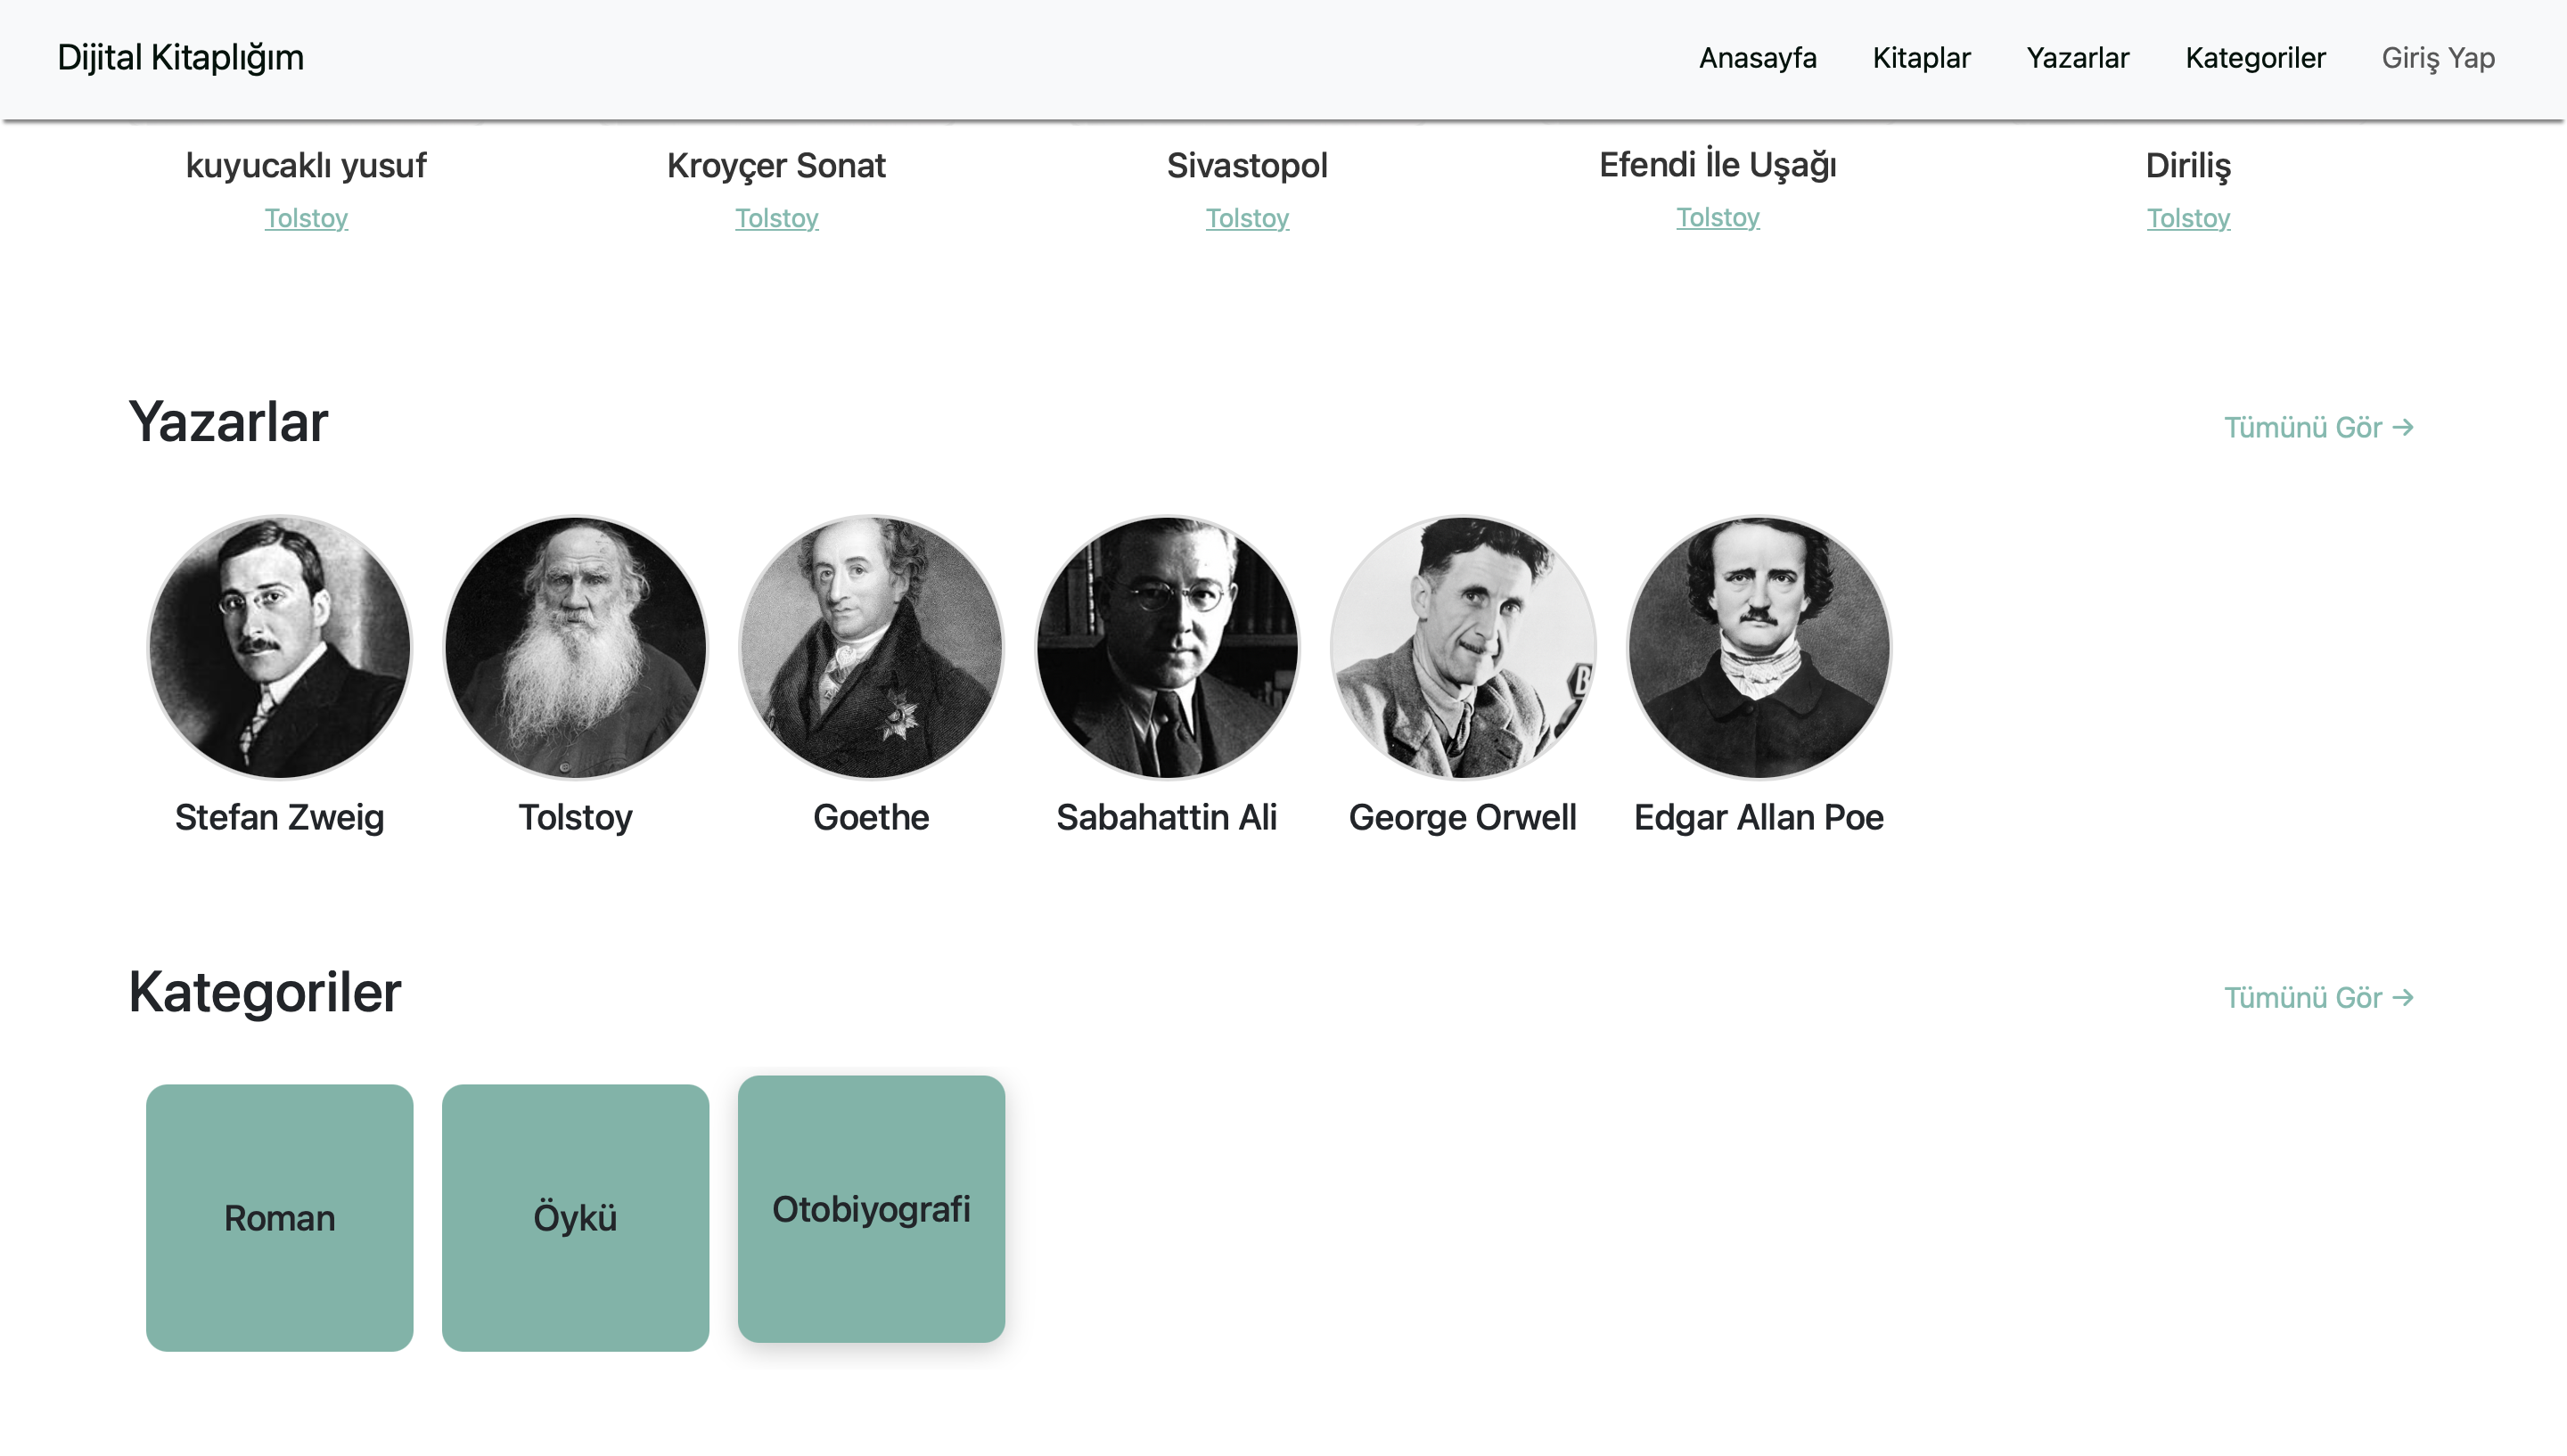 Dijital Kitaplığım
Anasayfa Kitaplar Yazarlar Kategoriler Giriş Yap
kuyucaklı yusuf Kroyçer Sonat Sivastopol Efendi İle Uşağı Diriliş
Tolstoy Tolstoy Tolstoy Tolstoy Tolstoy
Yazarlar
Tümünü Gör →
B
Stefan Zweig Tolstoy Goethe Sabahattin Ali George Orwell Edgar Allan Poe
Kategoriler
Tümünü Gör →
Roman Öykü Otobiyografi